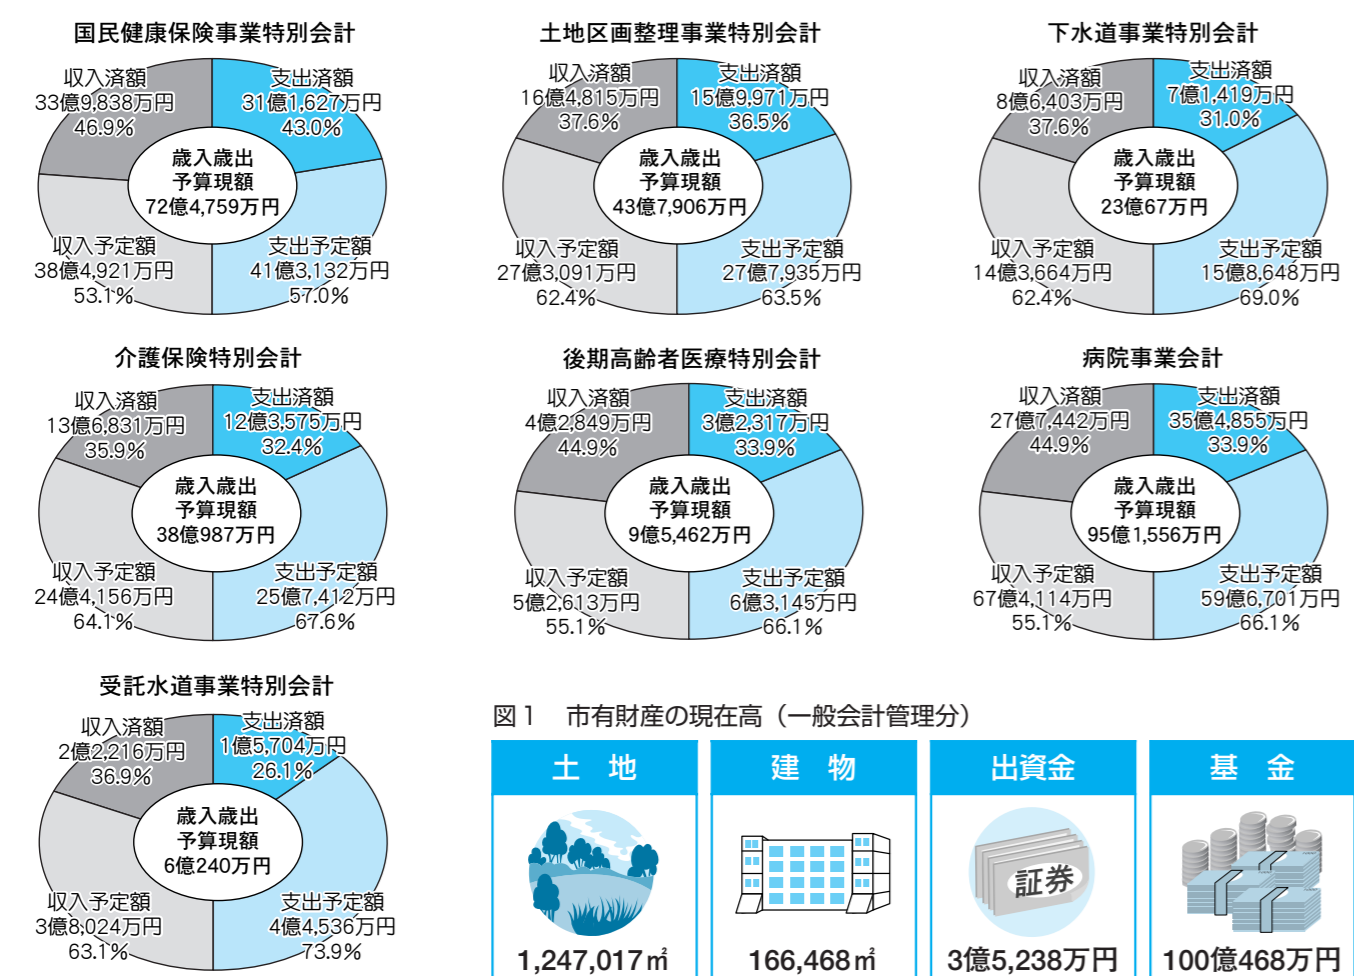 国民健康保険事業特別会計
収入済額
33億9,838万円
46.9%
支出済額
31億1,627万円
43.0%
歳入歳出
予算現額
72億4,759万円
収入予定額
38億4,921万円
53.1%
支出予定額
41億3,132万円
57.0%
土地区画整理事業特別会計
収入済額
16億4,815万円
37.6%
支出済額
15億9,971万円
36.5%
歳入歳出
予算現額
43億7,906万円
収入予定額
27億3,091万円
62.4%
支出予定額
27億7,935万円
63.5%
下水道事業特別会計
収入済額
8億6,403万円
37.6%
支出済額
7億1,419万円
31.0%
歳入歳出
予算現額
23億67万円
収入予定額
14億3,664万円
62.4%
支出予定額
15億8,648万円
69.0%
介護保険特別会計
収入済額
13億6,831万円
35.9%
支出済額
12億3,575万円
32.4%
歳入歳出
予算現額
38億987万円
収入予定額
24億4,156万円
64.1%
支出予定額
25億7,412万円
67.6%
後期高齢者医療特別会計
収入済額
4億2,849万円
44.9%
支出済額
3億2,317万円
33.9%
歳入歳出
予算現額
9億5,462万円
収入予定額
5億2,613万円
55.1%
支出予定額
6億3,145万円
66.1%
病院事業会計
収入済額
27億7,442万円
44.9%
支出済額
35億4,855万円
33.9%
歳入歳出
予算現額
95億1,556万円
収入予定額
67億4,114万円
55.1%
支出予定額
59億6,701万円
66.1%
受託水道事業特別会計
収入済額
2億2,216万円
36.9%
支出済額
1億5,704万円
26.1%
歳入歳出
予算現額
6億240万円
収入予定額
3億8,024万円
63.1%
支出予定額
4億4,536万円
73.9%
図1 市有財産の現在高（一般会計管理分）
土 地
1,247,017㎡
建 物
166,468㎡
出資金
証券
3億5,238万円
基 金
100億468万円